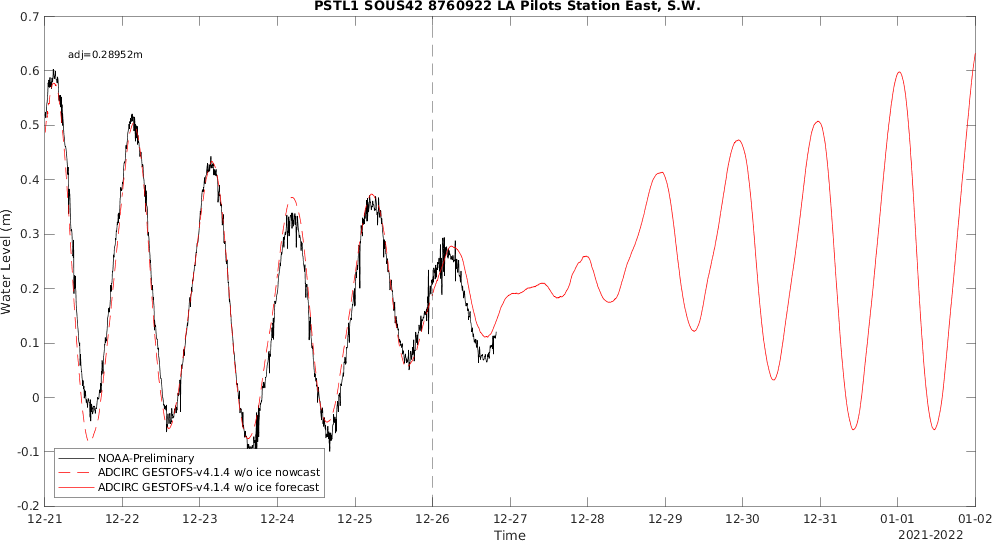 PSTL1 SOUS42 8760922 LA Pilots Station East, S.W.
adj=0.28952m
Water Level (m)
0.7
0.6
0.5
0.4
0.3
0.2
0.1
0
-0.1
-0.2
NOAA-Preliminary
ADCIRC GESTOFS-v4.1.4 w/o ice nowcast
ADCIRC GESTOFS-v4.1.4 w/o ice forecast
12-21 12-22 12-23 12-24 12-25 12-26 12-27 12-28 12-29 12-30 12-31 01-01 01-02
Time
2021-2022